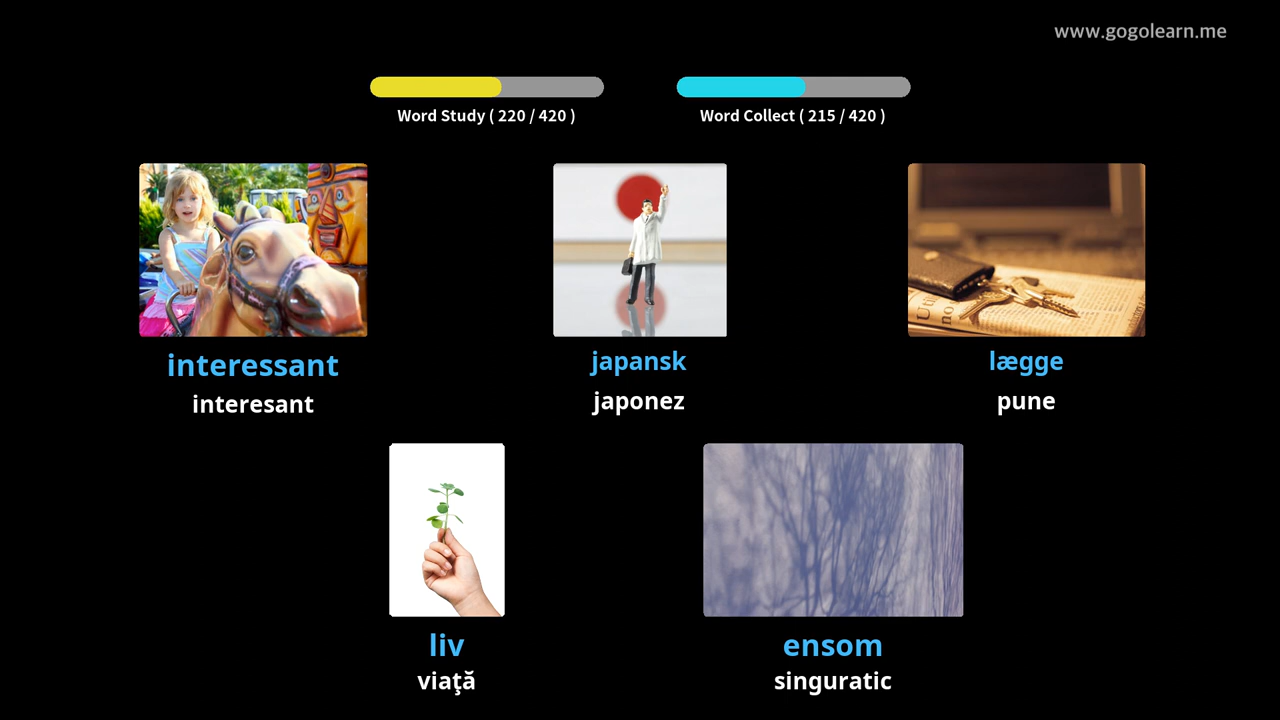 www.gogolearn.me
Word Study ( 220 / 420 )
Word Collect ( 215 / 420 )
interessant
interesant
japansk
japonez
lægge
pune
liv
viaţă
ensom
singuratic